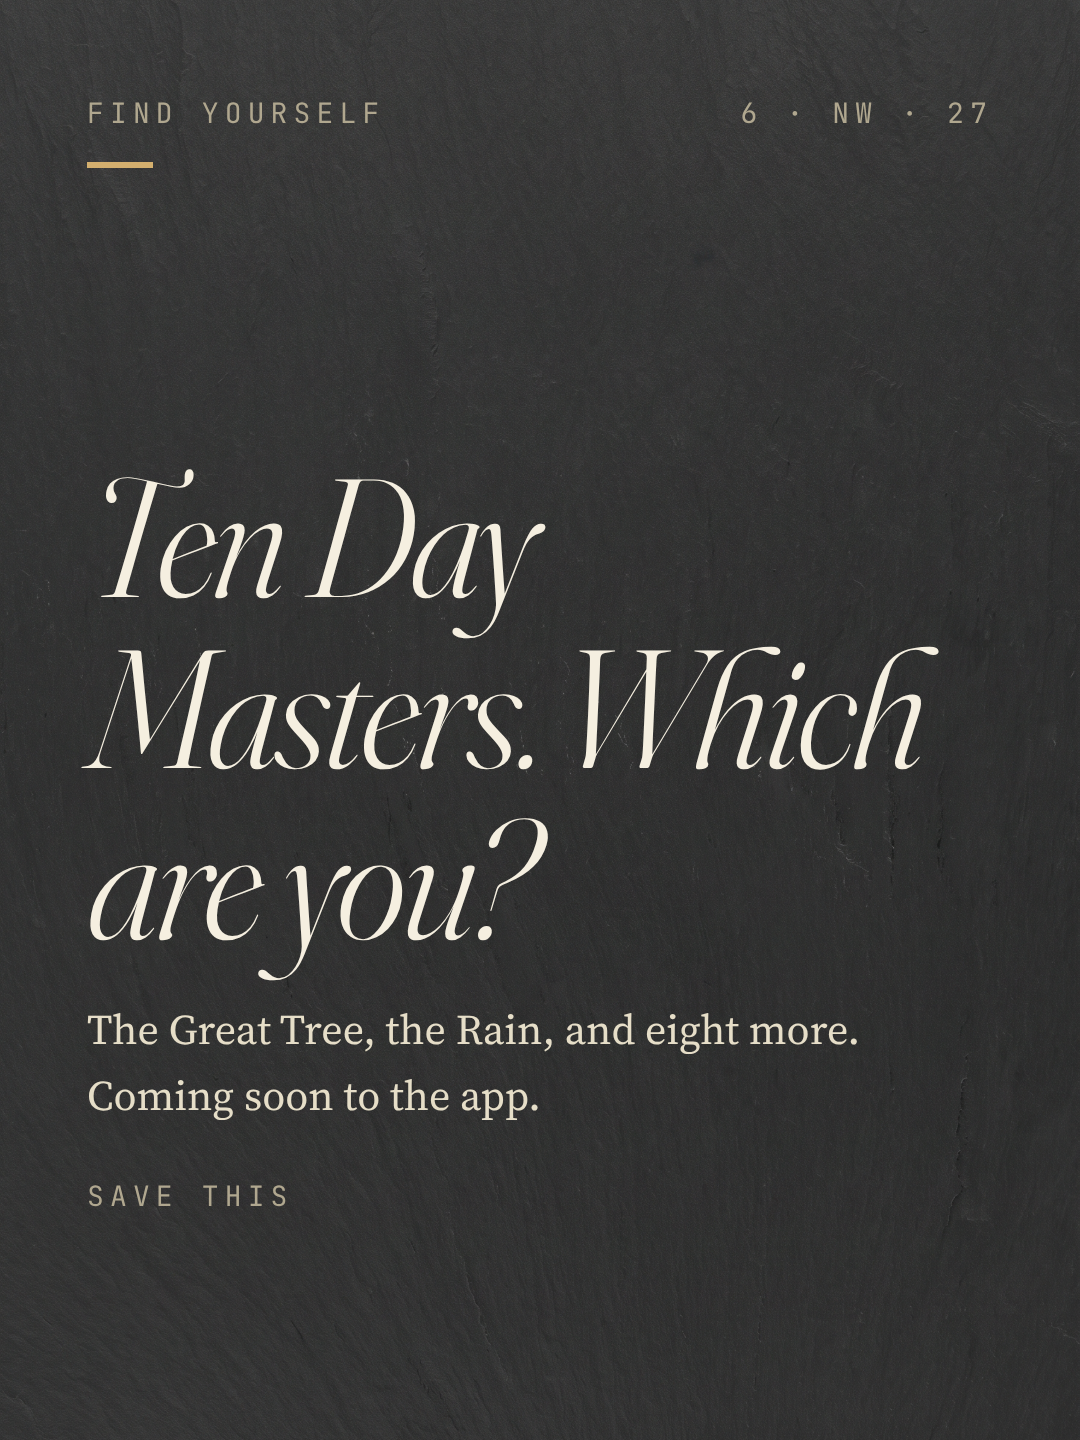 FIND YOURSELF
6 · NW · 27
Ten Day
Masters. Which
are you?
The Great Tree, the Rain, and eight more.
Coming soon to the app.
SAVE THIS